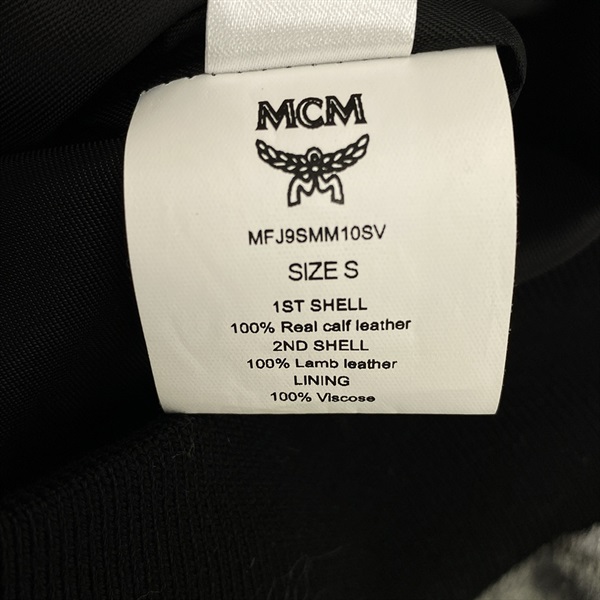 MCM
MFJ9SMM10SV
SIZE S
1ST SHELL
100% Real calf leather
2ND SHELL
100% Lamb leather
LINING
100% Viscose